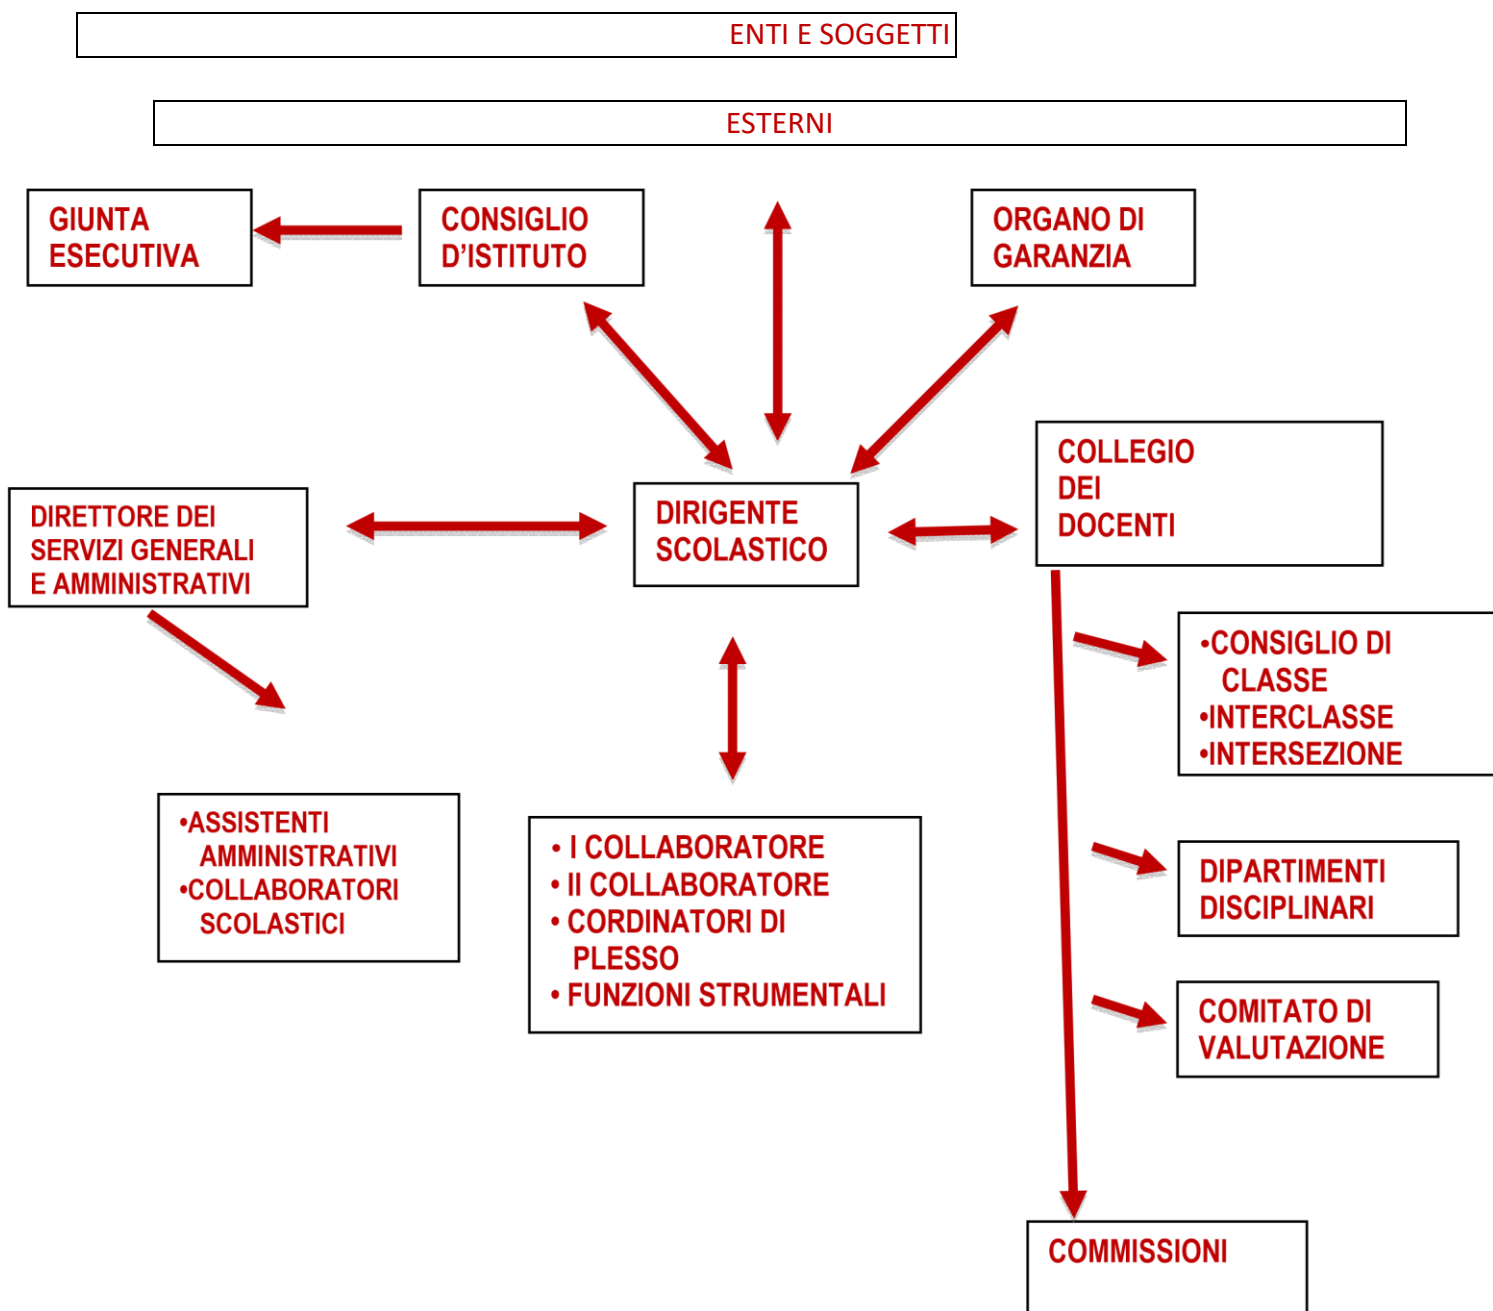 ENTI E SOGGETTI
ESTERNI
GIUNTA
ESECUTIVA
CONSIGLIO
D’ISTITUTO
ORGANO DI
GARANZIA
DIRETTORE DEI
SERVIZI GENERALI
E AMMINISTRATIVI
DIRIGENTE
SCOLASTICO
COLLEGIO
DEI
DOCENTI
•CONSIGLIO DI
CLASSE
•INTERCLASSE
•INTERSEZIONE
•ASSISTENTI
AMMINISTRATIVI
•COLLABORATORI
SCOLASTICI
• I COLLABORATORE
• II COLLABORATORE
• CORDINATORI DI
PLESSO
• FUNZIONI STRUMENTALI
DIPARTIMENTI
DISCIPLINARI
COMITATO DI
VALUTAZIONE
COMMISSIONI